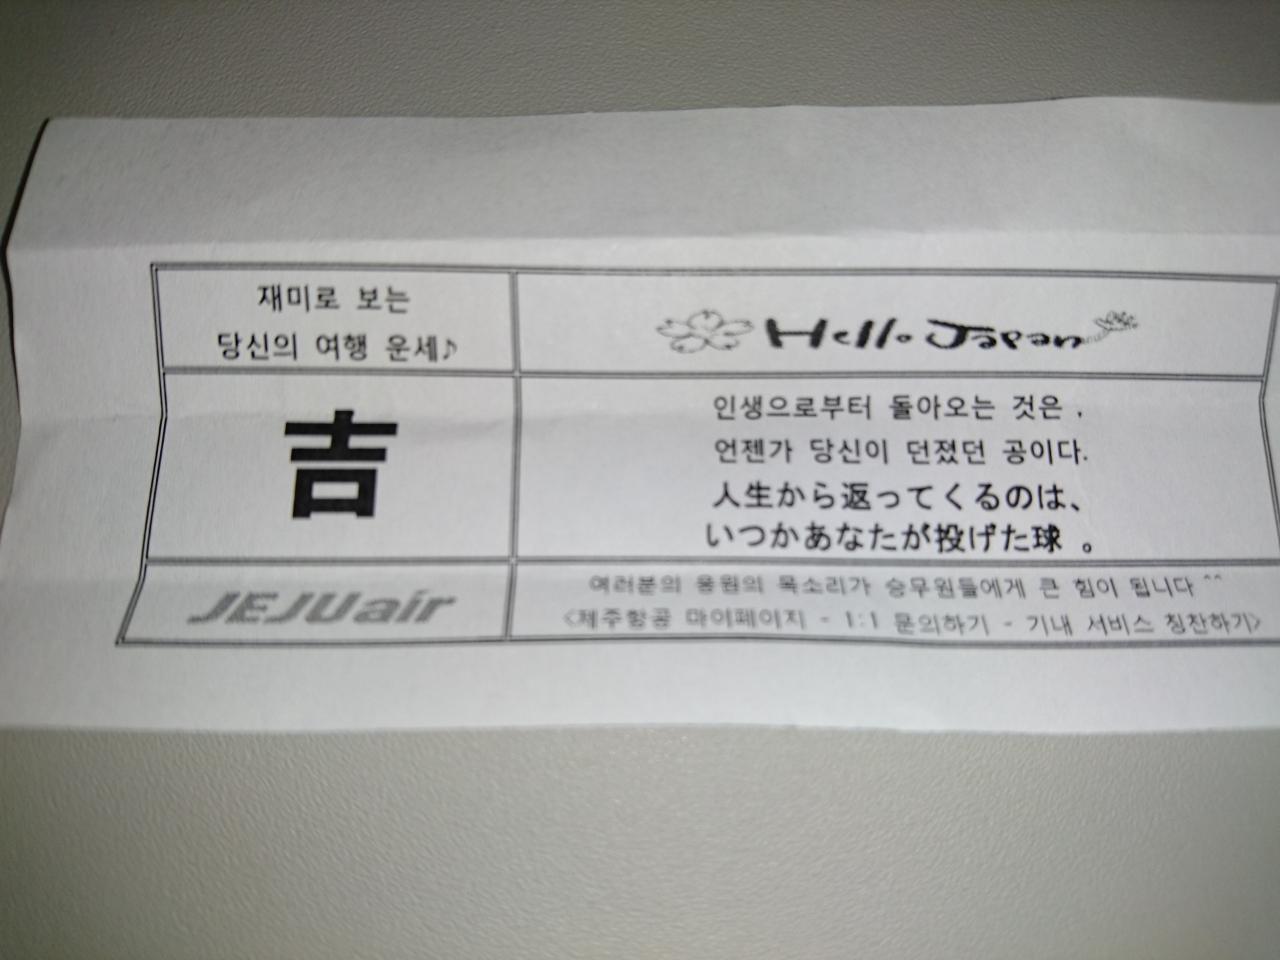 재미로 보는
당신의 여행 운세♪
Hello Japan
吉
인생으로부터 돌아오는 것은 ,
언젠가 당신이 던졌던 공이다.
人生から返ってくるのは、
いつかあなたが投げた球 。
JEJUair
여러분의 응원의 목소리가 승무원들에게 큰 힘이 됩니다 ^^
<제주항공 마이페이지 - 1:1 문의하기 - 기내 서비스 칭찬하기>